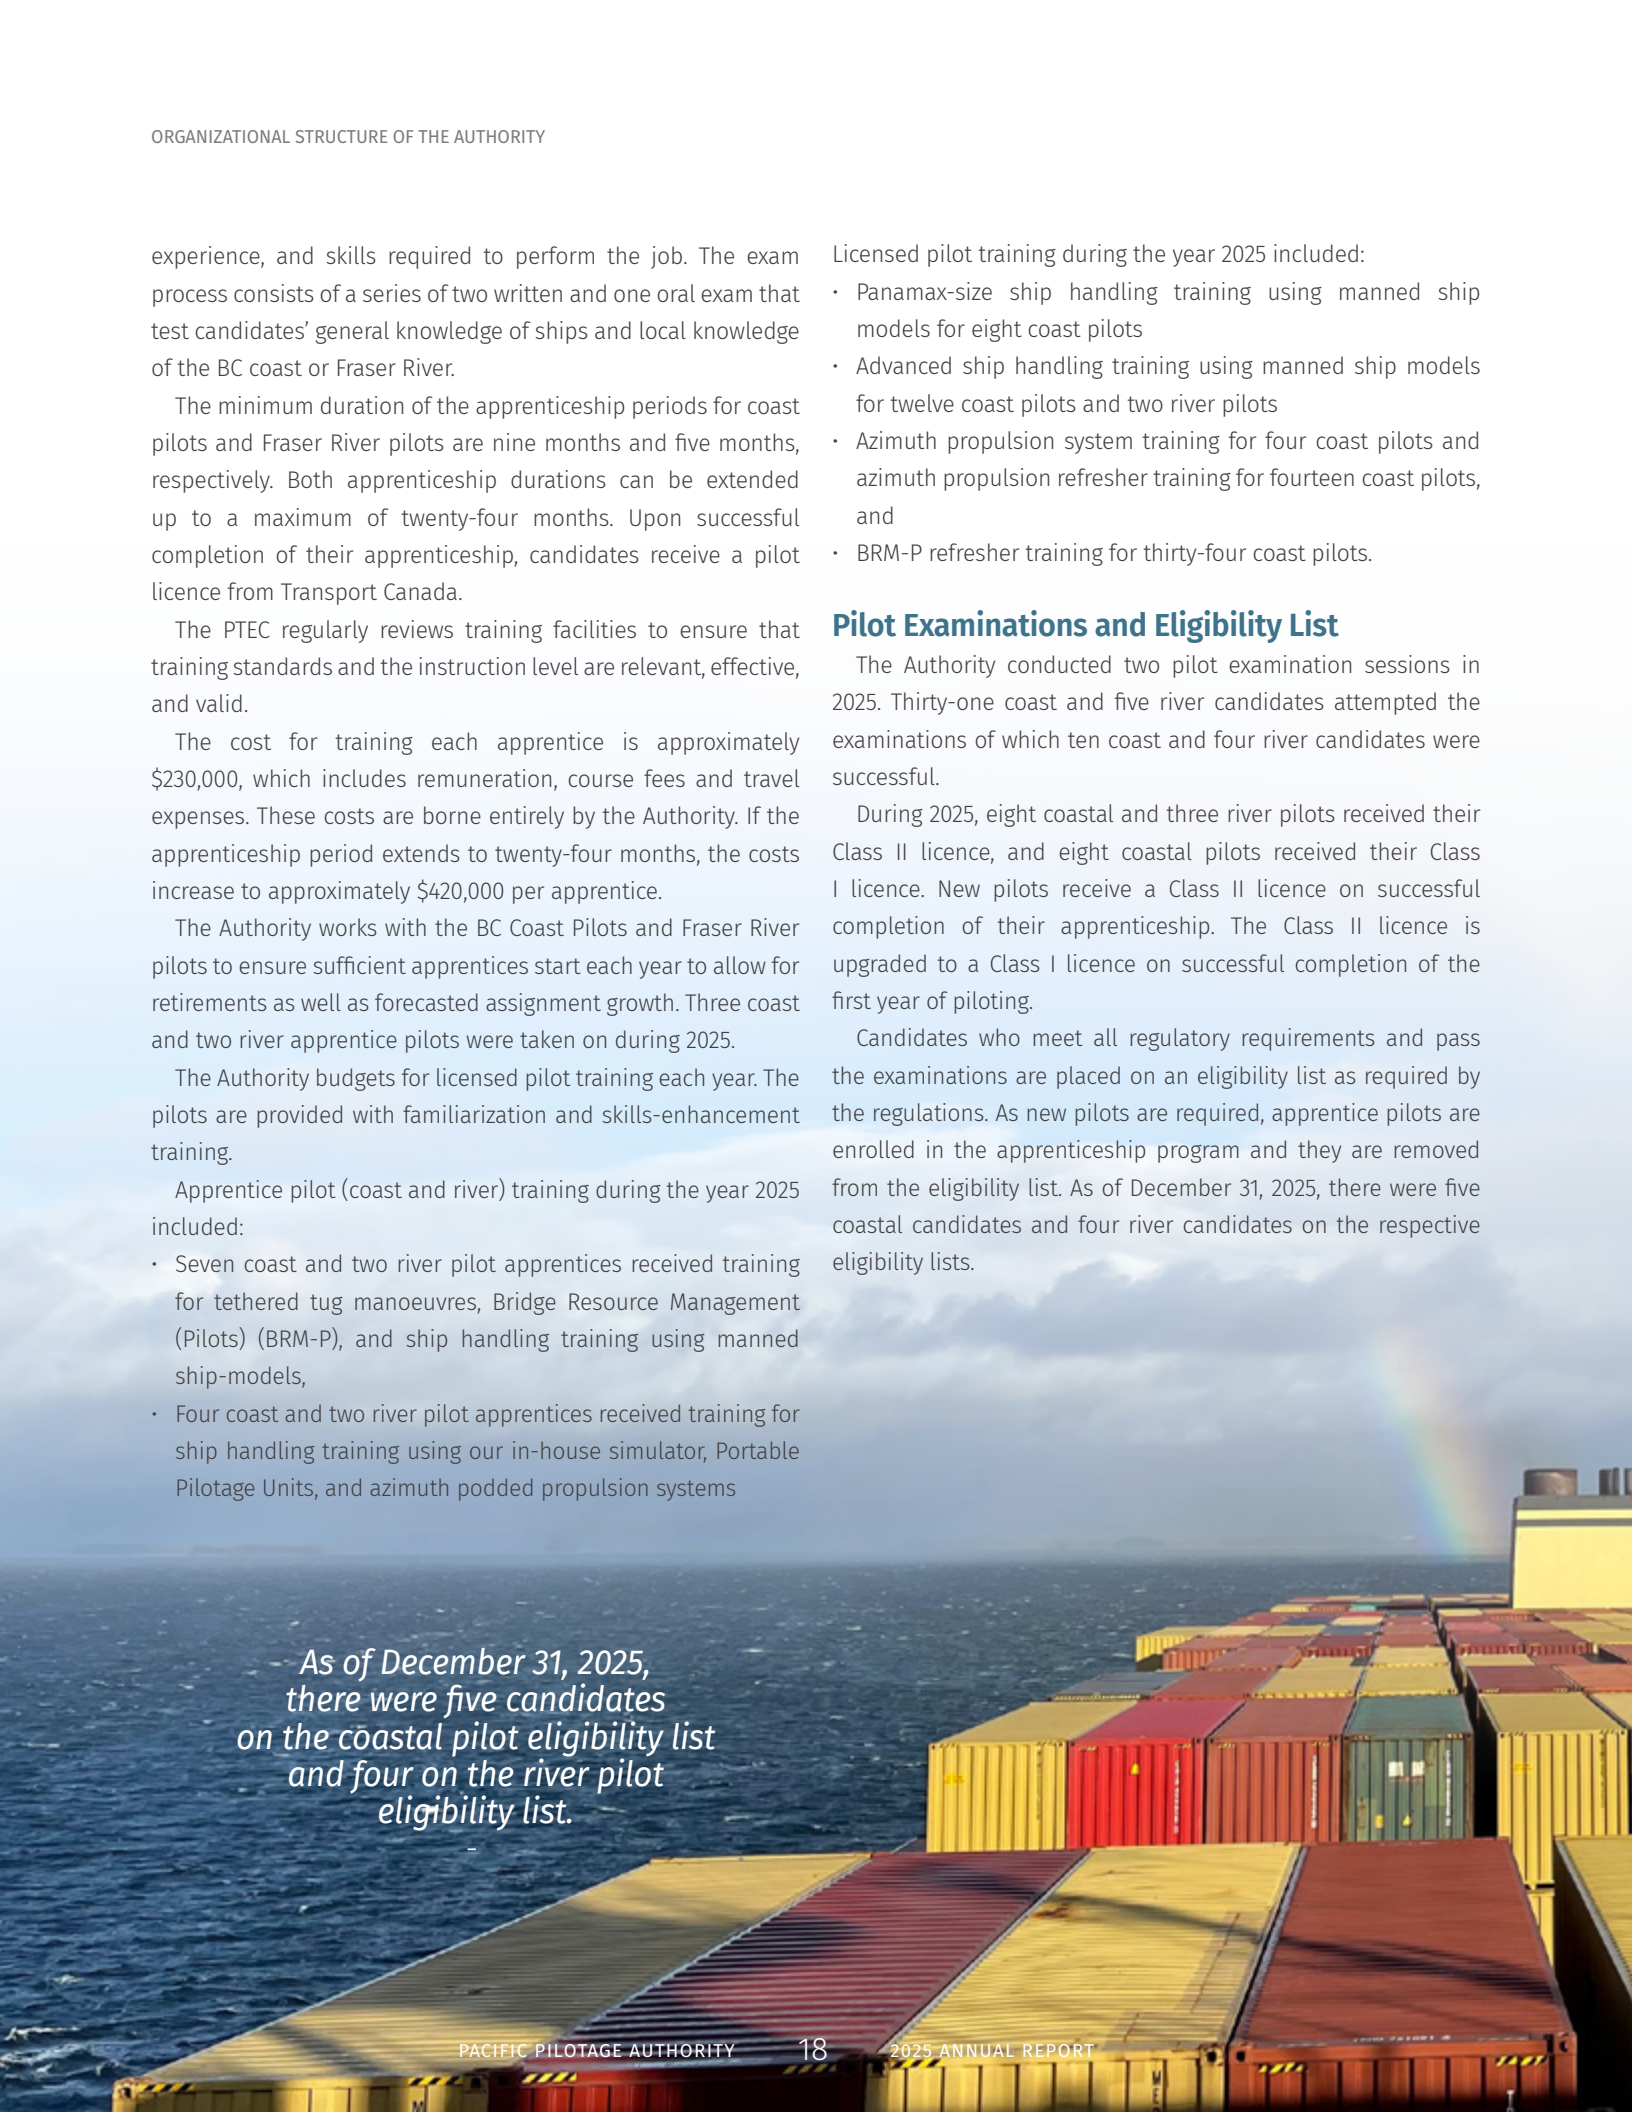 ORGANIZATIONAL STRUCTURE OF THE AUTHORITY
experience, and skills required to perform the job. The exam
process consists of a series of two written and one oral exam that
test candidates’ general knowledge of ships and local knowledge
of the BC coast or Fraser River.
The minimum duration of the apprenticeship periods for coast
pilots and Fraser River pilots are nine months and five months,
respectively. Both apprenticeship durations can be extended
up to a maximum of twenty-four months. Upon successful
completion of their apprenticeship, candidates receive a pilot
licence from Transport Canada.
The PTEC regularly reviews training facilities to ensure that
training standards and the instruction level are relevant, effective,
and valid.
The cost for training each apprentice is approximately
$230,000, which includes remuneration, course fees and travel
expenses. These costs are borne entirely by the Authority. If the
apprenticeship period extends to twenty-four months, the costs
increase to approximately $420,000 per apprentice.
The Authority works with the BC Coast Pilots and Fraser River
pilots to ensure sufficient apprentices start each year to allow for
retirements as well as forecasted assignment growth. Three coast
and two river apprentice pilots were taken on during 2025.
The Authority budgets for licensed pilot training each year. The
pilots are provided with familiarization and skills-enhancement
training.
Apprentice pilot (coast and river) training during the year 2025
included:
• Seven coast and two river pilot apprentices received training
for tethered tug manoeuvres, Bridge Resource Management
(Pilots) (BRM-P), and ship handling training using manned
ship-models,
• Four coast and two river pilot apprentices received training for
ship handling training using our in-house simulator, Portable
Pilotage Units, and azimuth podded propulsion systems
Licensed pilot training during the year 2025 included:
• Panamax-size ship handling training using manned ship
models for eight coast pilots
• Advanced ship handling training using manned ship models
for twelve coast pilots and two river pilots
• Azimuth propulsion system training for four coast pilots and
azimuth propulsion refresher training for fourteen coast pilots,
and
• BRM-P refresher training for thirty-four coast pilots.
Pilot Examinations and Eligibility List
The Authority conducted two pilot examination sessions in
2025. Thirty-one coast and five river candidates attempted the
examinations of which ten coast and four river candidates were
successful.
During 2025, eight coastal and three river pilots received their
Class II licence, and eight coastal pilots received their Class
I licence. New pilots receive a Class II licence on successful
completion of their apprenticeship. The Class II licence is
upgraded to a Class I licence on successful completion of the
first year of piloting.
Candidates who meet all regulatory requirements and pass
the examinations are placed on an eligibility list as required by
the regulations. As new pilots are required, apprentice pilots are
enrolled in the apprenticeship program and they are removed
from the eligibility list. As of December 31, 2025, there were five
coastal candidates and four river candidates on the respective
eligibility lists.
As of December 31, 2025,
there were five candidates
on the coastal pilot eligibility list
and four on the river pilot
eligibility list.
–
PACIFIC PILOTAGE AUTHORITY 18 2025 ANNUAL REPORT